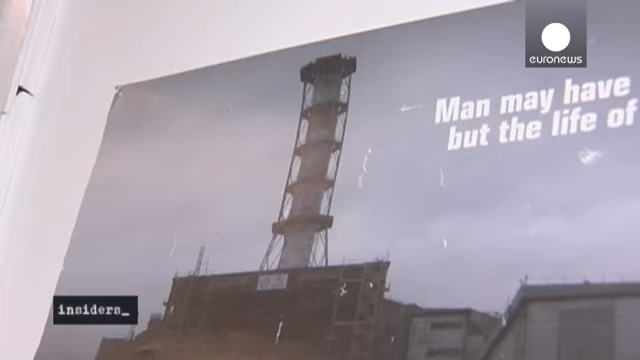 euronews
Man may have
but the life of
insiders_